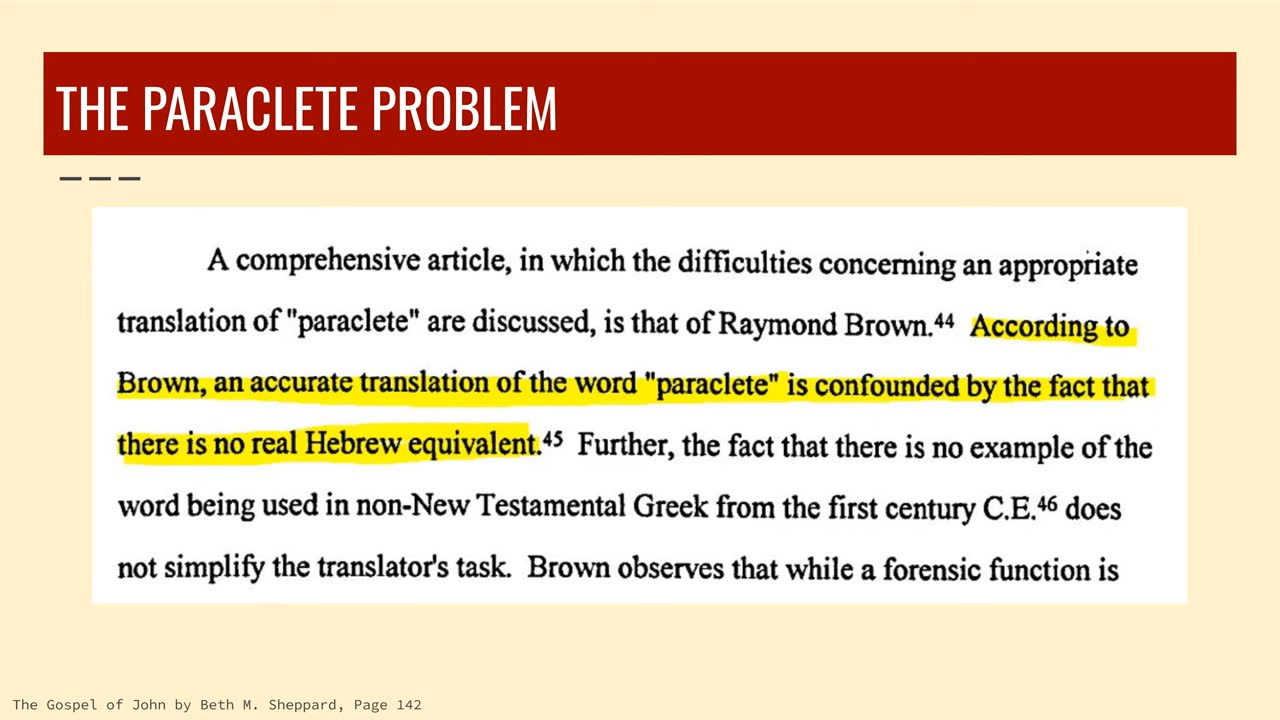 THE PARACLETE PROBLEM
A comprehensive article, in which the difficulties concerning an appropriate
translation of "paraclete" are discussed, is that of Raymond Brown.⁴⁴ According to
Brown, an accurate translation of the word "paraclete" is confounded by the fact that
there is no real Hebrew equivalent.⁴⁵ Further, the fact that there is no example of the
word being used in non-New Testamental Greek from the first century C.E.⁴⁶ does
not simplify the translator's task. Brown observes that while a forensic function is
The Gospel of John by Beth M. Sheppard, Page 142